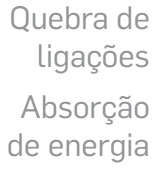 Quebra de
ligações
Absorção
de energia